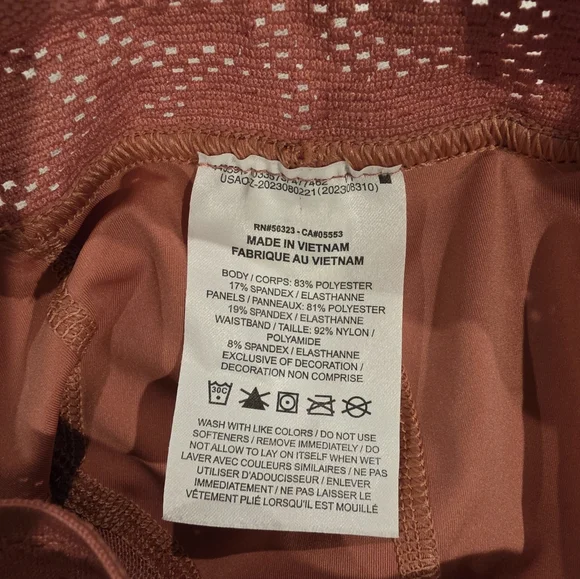 USAOZ-2023080221(202308310)
RN#56323 - CA#05553
MADE IN VIETNAM
FABRIQUE AU VIETNAM
BODY / CORPS: 83% POLYESTER
17% SPANDEX / ELASTHANNE
PANELS / PANNEAUX: 81% POLYESTER
19% SPANDEX / ELASTHANNE
WAISTBAND / TAILLE: 92% NYLON /
POLYAMIDE
8% SPANDEX / ELASTHANNE
EXCLUSIVE OF DECORATION /
DECORATION NON COMPRISE
30C
WASH WITH LIKE COLORS / DO NOT USE
SOFTENERS / REMOVE IMMEDIATELY / DO
NOT ALLOW TO LAY ON ITSELF WHEN WET
LAVER AVEC COULEURS SIMILAIRES / NE PAS
UTILISER D'ADOUCISSEUR / ENLEVER
IMMEDIATEMENT / NE PAS LAISSER LE
VÊTEMENT PLIÉ LORSQU'IL EST MOUILLÉ